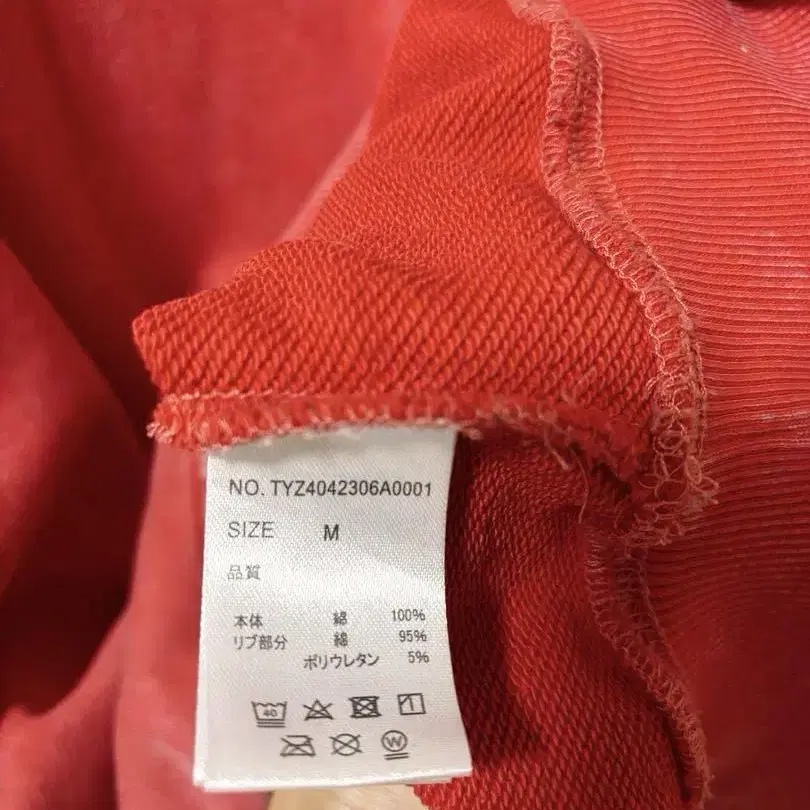 NO. TYZ4042306A0001
SIZE M
品質
本体 綿 100%
リブ部分 綿 95%
ポリウレタン 5%
40
W